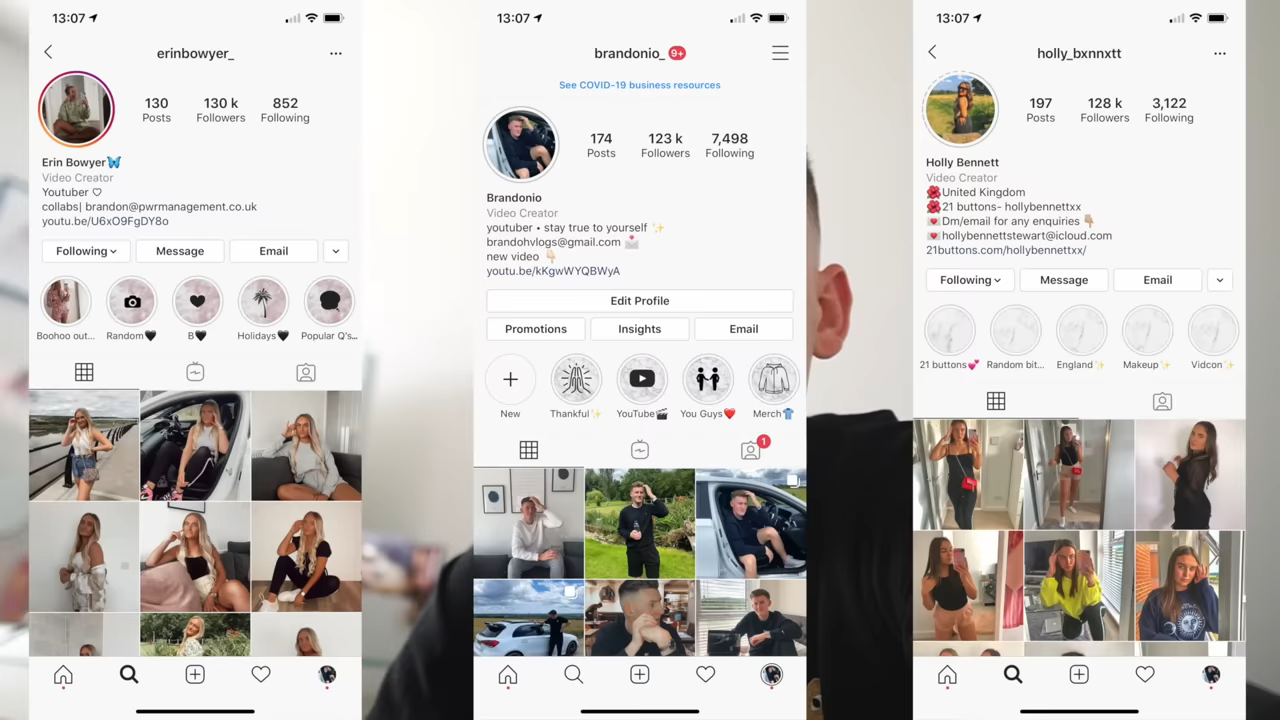 13:07
erinbowyer_
130
130 k
852
Posts
Followers
Following
Erin Bowyer🦋
Video Creator
Youtuber ♡
collabs| brandon@pwrmanagement.co.uk
youtu.be/U6xO9FgDY8o
Following
Message
Email
Boohoo out...
Random🖤
B🖤
Holidays🖤
Popular Q's...
13:07
brandonio_ 9+
See COVID-19 business resources
174
123 k
7,498
Posts
Followers
Following
Brandonio
Video Creator
youtuber • stay true to yourself ✨
brandohvlogs@gmail.com 📩
new video 👇🏻
youtu.be/kKgwWYQBWyA
Edit Profile
Promotions
Insights
Email
New
Thankful✨
YouTube🎬
You Guys❤️
Merch👕
1
13:07
holly_bxnnxtt
197
128 k
3,122
Posts
Followers
Following
Holly Bennett
Video Creator
🌺United Kingdom
🌺21 buttons- hollybennettxx
💌Dm/email for any enquiries 👇🏼
💌hollybennettstewart@icloud.com
21buttons.com/hollybennettxx/
Following
Message
Email
21 buttons💕
Random bit...
England✨
Makeup✨
Vidcon✨